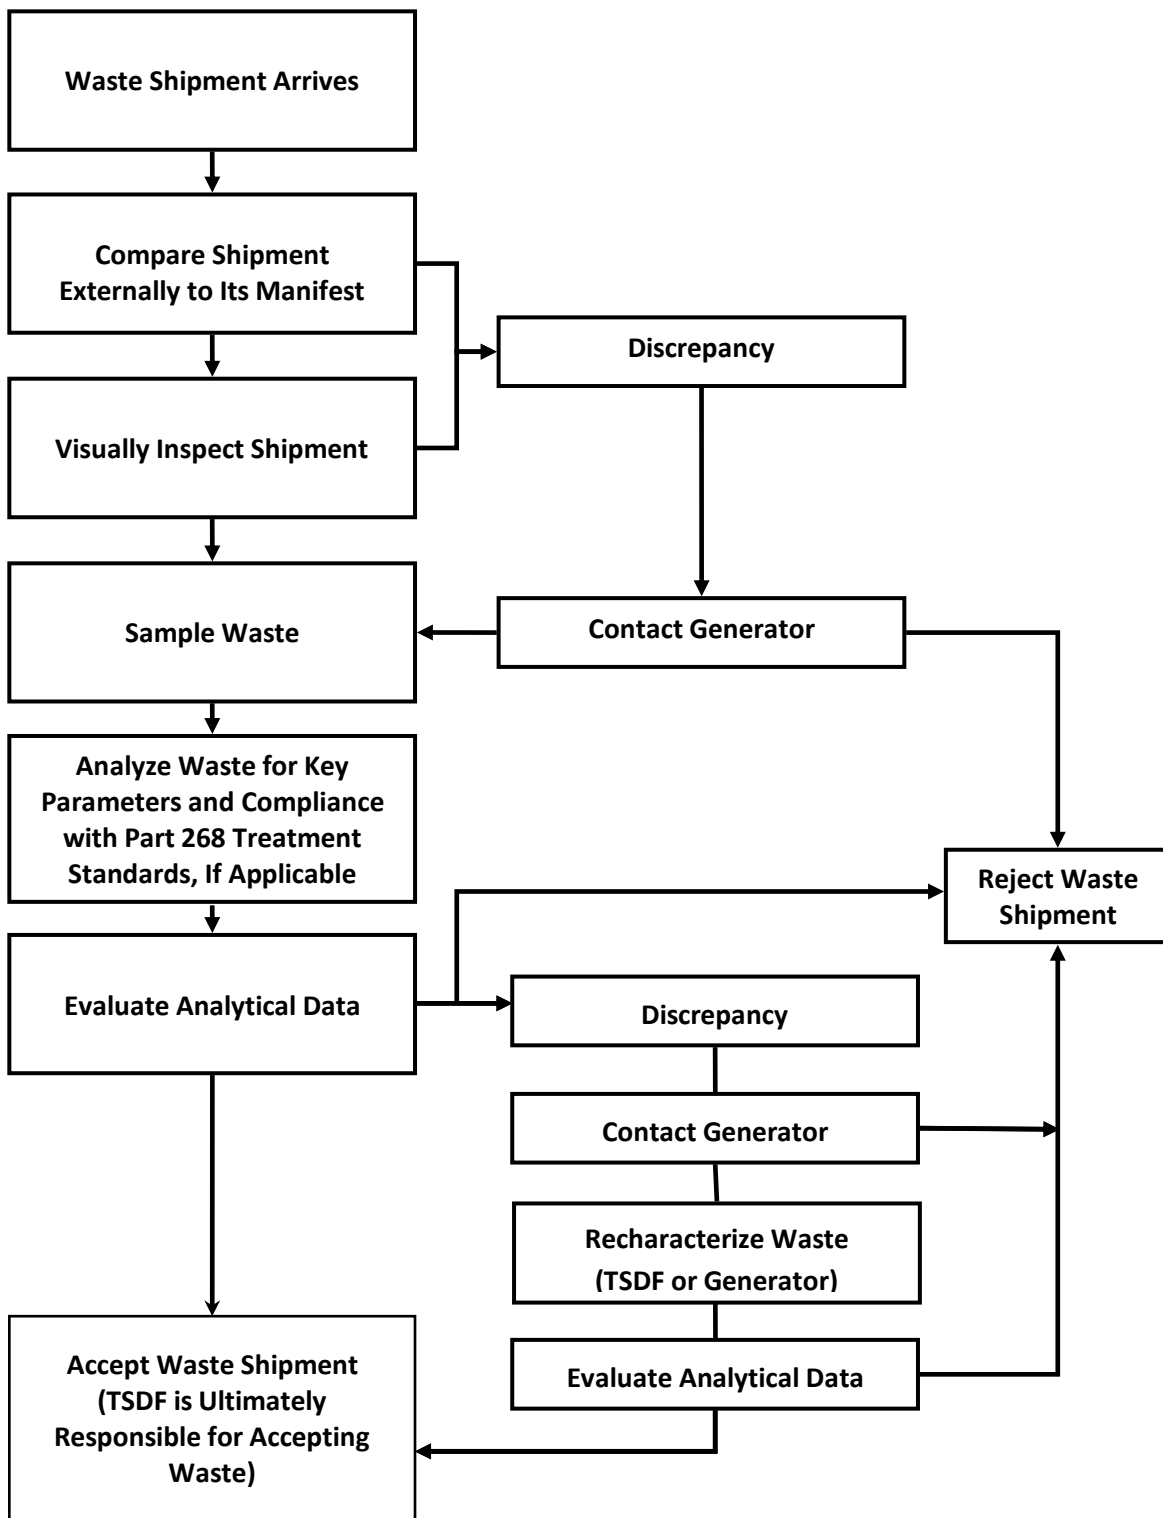 Waste Shipment Arrives
Compare Shipment
Externally to Its Manifest
Discrepancy
Visually Inspect Shipment
Sample Waste
Contact Generator
Analyze Waste for Key
Parameters and Compliance
with Part 268 Treatment
Standards, If Applicable
Reject Waste
Shipment
Evaluate Analytical Data
Discrepancy
Contact Generator
Recharacterize Waste
(TSDF or Generator)
Evaluate Analytical Data
Accept Waste Shipment
(TSDF is Ultimately
Responsible for Accepting
Waste)